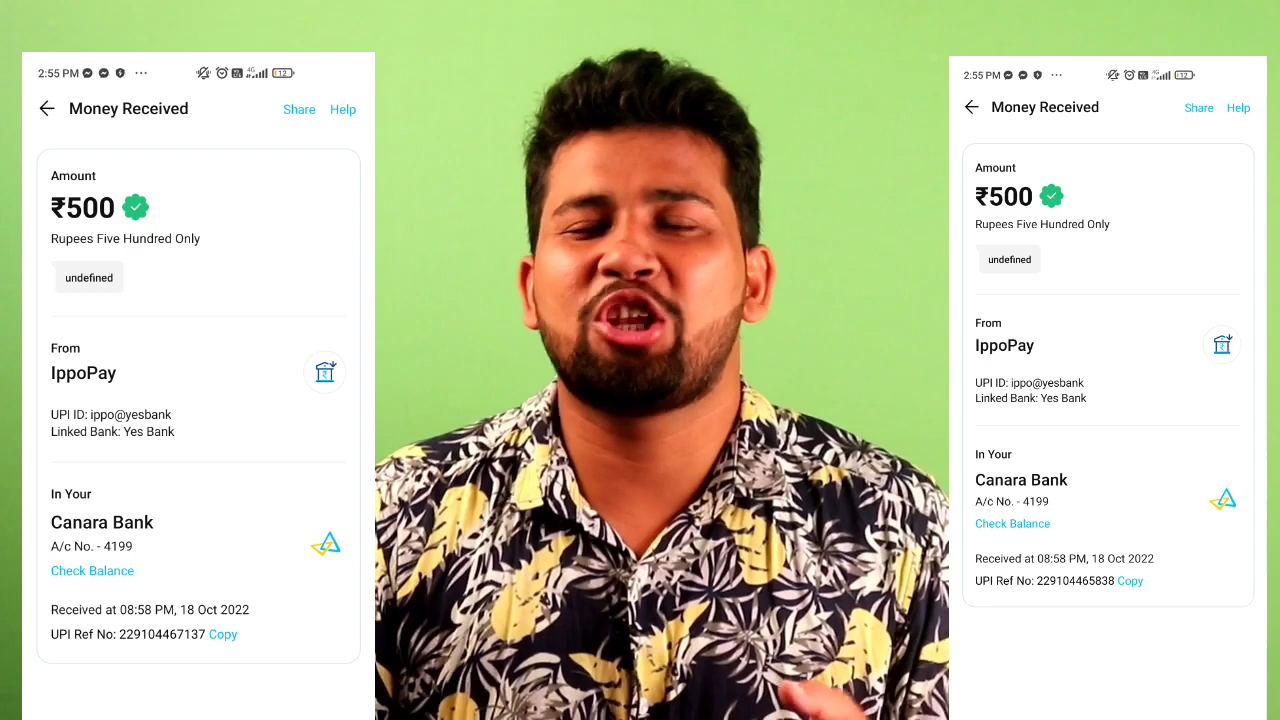 2:55 PM
4G
12
Money Received
Share Help
Amount
₹500
Rupees Five Hundred Only
undefined
From
IppoPay
UPI ID: ippo@yesbank
Linked Bank: Yes Bank
In Your
Canara Bank
A/c No. - 4199
Check Balance
Received at 08:58 PM, 18 Oct 2022
UPI Ref No: 229104467137 Copy
2:55 PM
4G
12
Money Received
Share Help
Amount
₹500
Rupees Five Hundred Only
undefined
From
IppoPay
UPI ID: ippo@yesbank
Linked Bank: Yes Bank
In Your
Canara Bank
A/c No. - 4199
Check Balance
Received at 08:58 PM, 18 Oct 2022
UPI Ref No: 229104465838 Copy